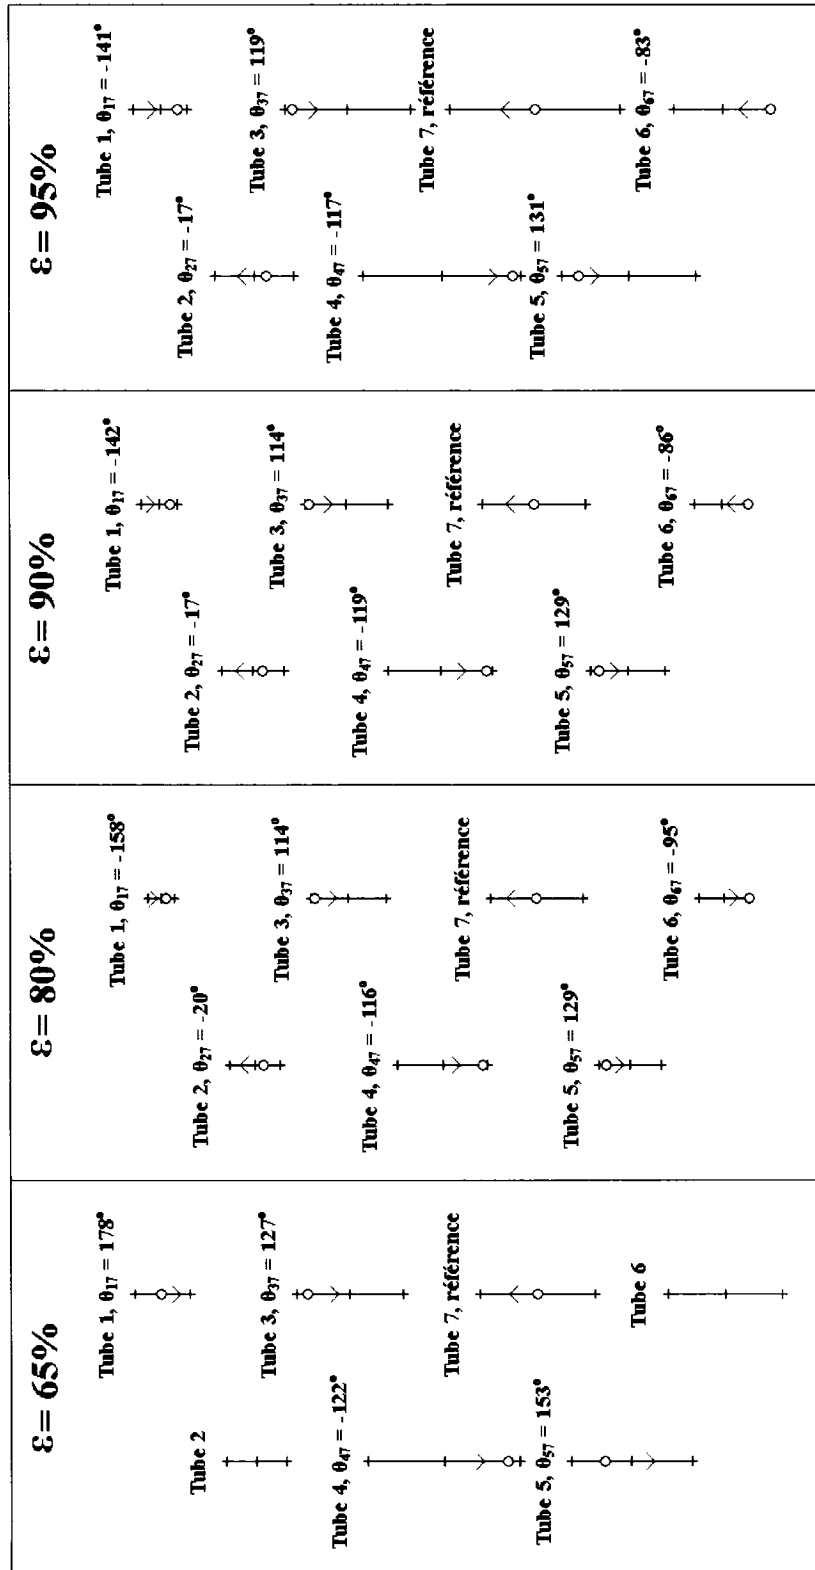 ε = 65%
Tube 1, θ17 = 178°
Tube 2
Tube 3, θ37 = 127°
Tube 4, θ47 = -122°
Tube 7, référence
Tube 5, θ57 = 153°
Tube 6
ε = 80%
Tube 1, θ17 = -158°
Tube 2, θ27 = -20°
Tube 3, θ37 = 114°
Tube 4, θ47 = -116°
Tube 7, référence
Tube 5, θ57 = 129°
Tube 6, θ67 = -95°
ε = 90%
Tube 1, θ17 = -142°
Tube 2, θ27 = -17°
Tube 3, θ37 = 114°
Tube 4, θ47 = -119°
Tube 7, référence
Tube 5, θ57 = 129°
Tube 6, θ67 = -86°
ε = 95%
Tube 1, θ17 = -141°
Tube 2, θ27 = -17°
Tube 3, θ37 = 119°
Tube 4, θ47 = -117°
Tube 7, référence
Tube 5, θ57 = 131°
Tube 6, θ67 = -83°